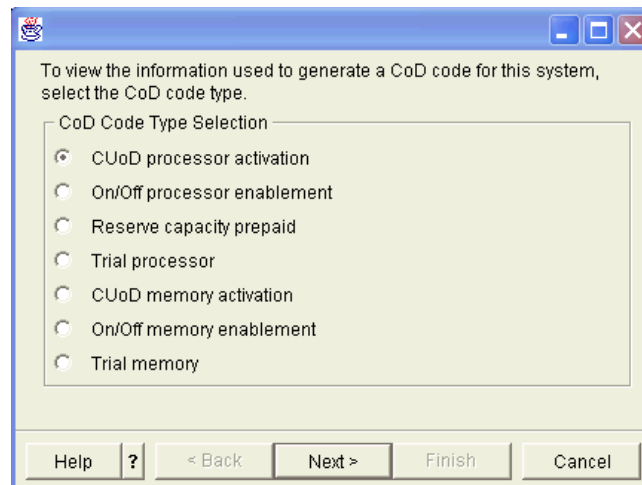 To view the information used to generate a CoD code for this system,
select the CoD code type.
CoD Code Type Selection
CUoD processor activation
On/Off processor enablement
Reserve capacity prepaid
Trial processor
CUoD memory activation
On/Off memory enablement
Trial memory
Help ? < Back Next > Finish Cancel